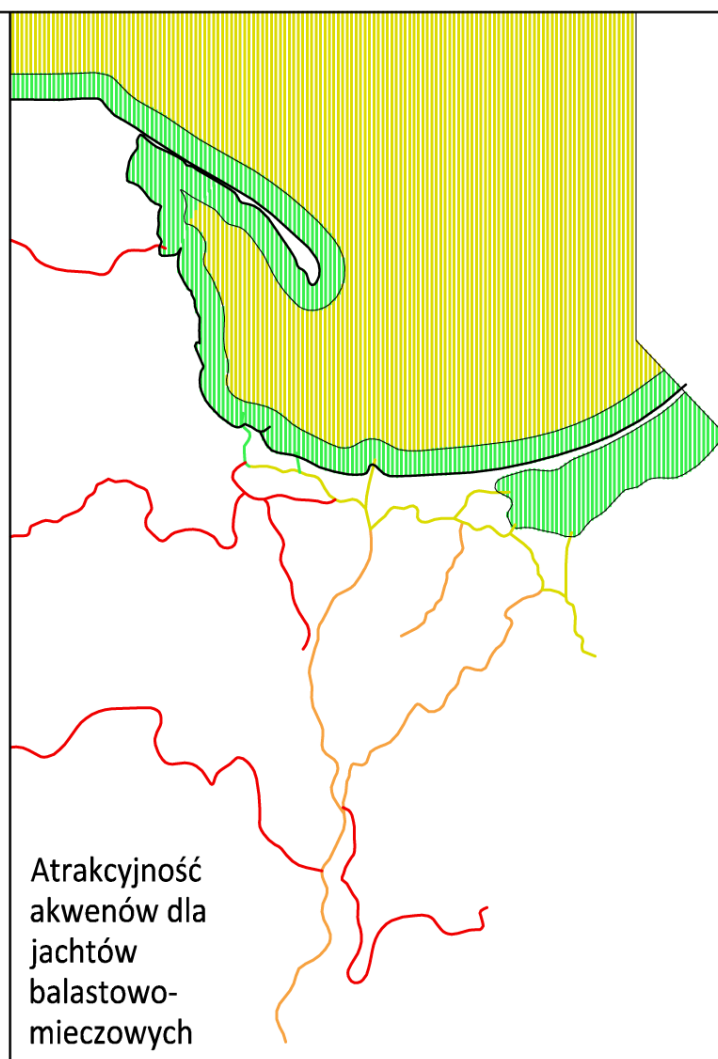 Atrakcyjność
akwenów dla
jachtów
balastowo-
mieczowych